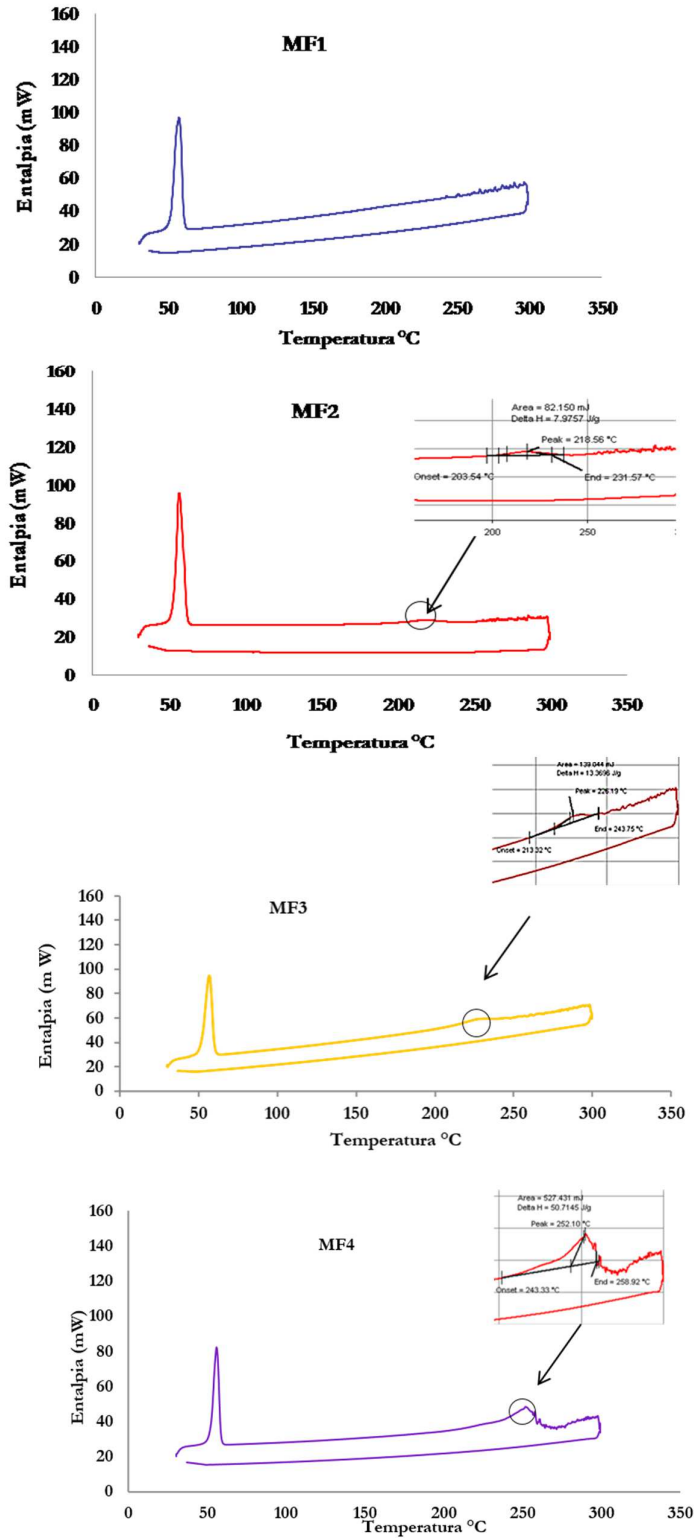 MF1
Entalpia (mW)
160
140
120
100
80
60
40
20
0
0 50 100 150 200 250 300 350
Temperatura °C
MF2
Entalpia (mW)
160
140
120
100
80
60
40
20
0
0 50 100 150 200 250 300 350
Temperatura °C
Area = 82.150 mJ
Delta H = 7.9757 J/g
Peak = 218.56 °C
Onset = 203.54 °C
End = 231.57 °C
200 250
MF3
Entalpia (m W)
160
140
120
100
80
60
40
20
0
0 50 100 150 200 250 300 350
Temperatura °C
Area = 139.044 mJ
Delta H = 13.3696 J/g
Peak = 226.19 °C
End = 243.75 °C
Onset = 213.32 °C
MF4
Entalpia (mW)
160
140
120
100
80
60
40
20
0
0 50 100 150 200 250 300 350
Temperatura °C
Area = 527.431 mJ
Delta H = 50.7145 J/g
Peak = 252.10 °C
Onset = 243.33 °C
End = 258.92 °C